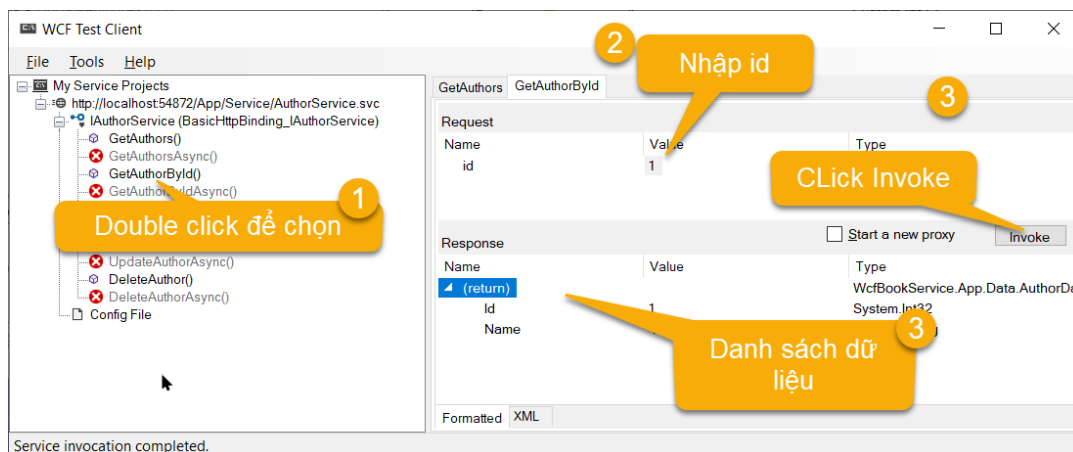 WCF Test Client
File Tools Help
My Service Projects
http://localhost:54872/App/Service/AuthorService.svc
IAuthorService (BasicHttpBinding_IAuthorService)
GetAuthors()
GetAuthorsAsync()
GetAuthorById()
GetAuthorByIdAsync()
1
Double click để chọn
UpdateAuthorAsync()
DeleteAuthor()
DeleteAuthorAsync()
Config File
2
Nhập id
GetAuthors GetAuthorById
3
Request
Name Value Type
id 1
CLick Invoke
Start a new proxy Invoke
Response
Name Value Type
(return) WcfBookService.App.Data.AuthorDa
Id 1 System.Int32
Name
3
Danh sách dữ
liệu
Formatted XML
Service invocation completed.